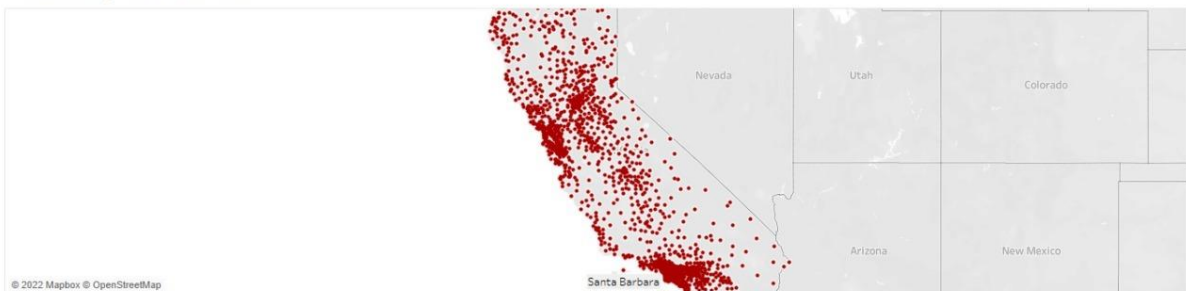 Nevada
Utah
Colorado
Arizona
New Mexico
Santa Barbara
© 2022 Mapbox © OpenStreetMap